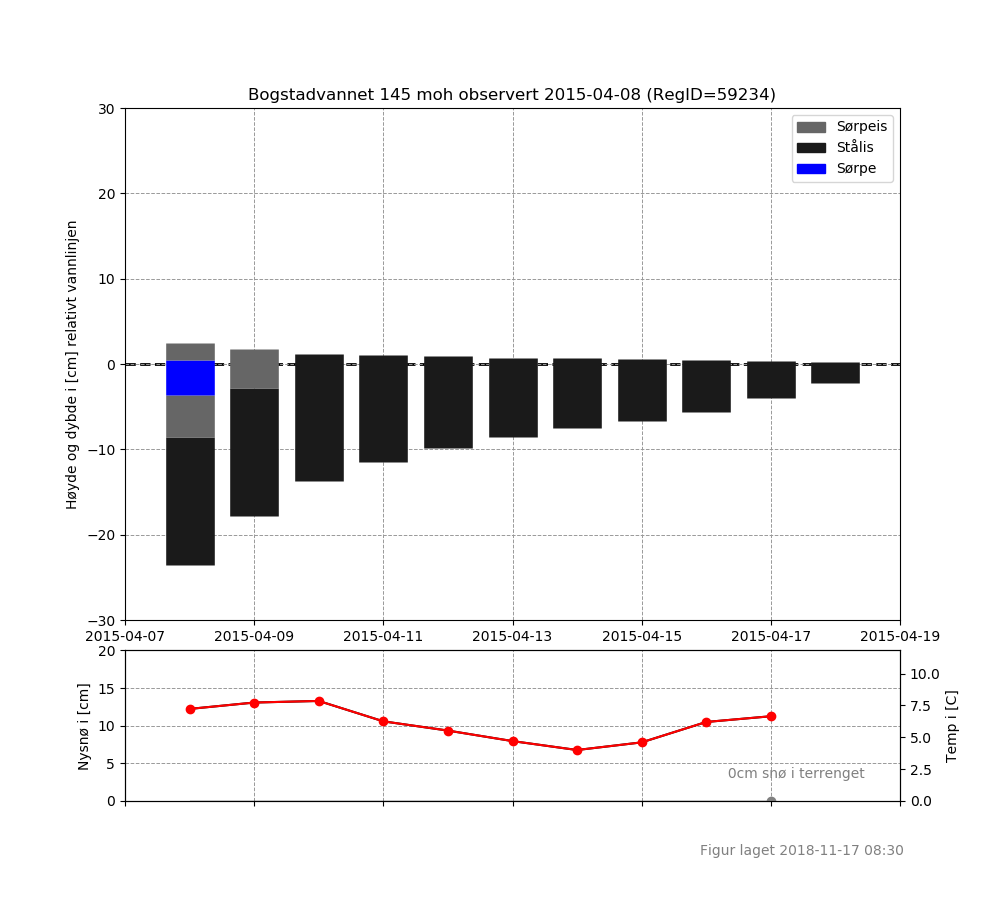 Bogstadvannet 145 moh observert 2015-04-08 (RegID=59234)
Sørpeis
Stålis
Sørpe
Høyde og dybde i [cm] relativt vannlinjen
30
20
10
0
−10
−20
−30
2015-04-07 2015-04-09 2015-04-11 2015-04-13 2015-04-15 2015-04-17 2015-04-19
Nysnø i [cm]
20
15
10
5
0
10.0
7.5
5.0
2.5
0.0
Temp i [C]
0cm snø i terrenget
Figur laget 2018-11-17 08:30